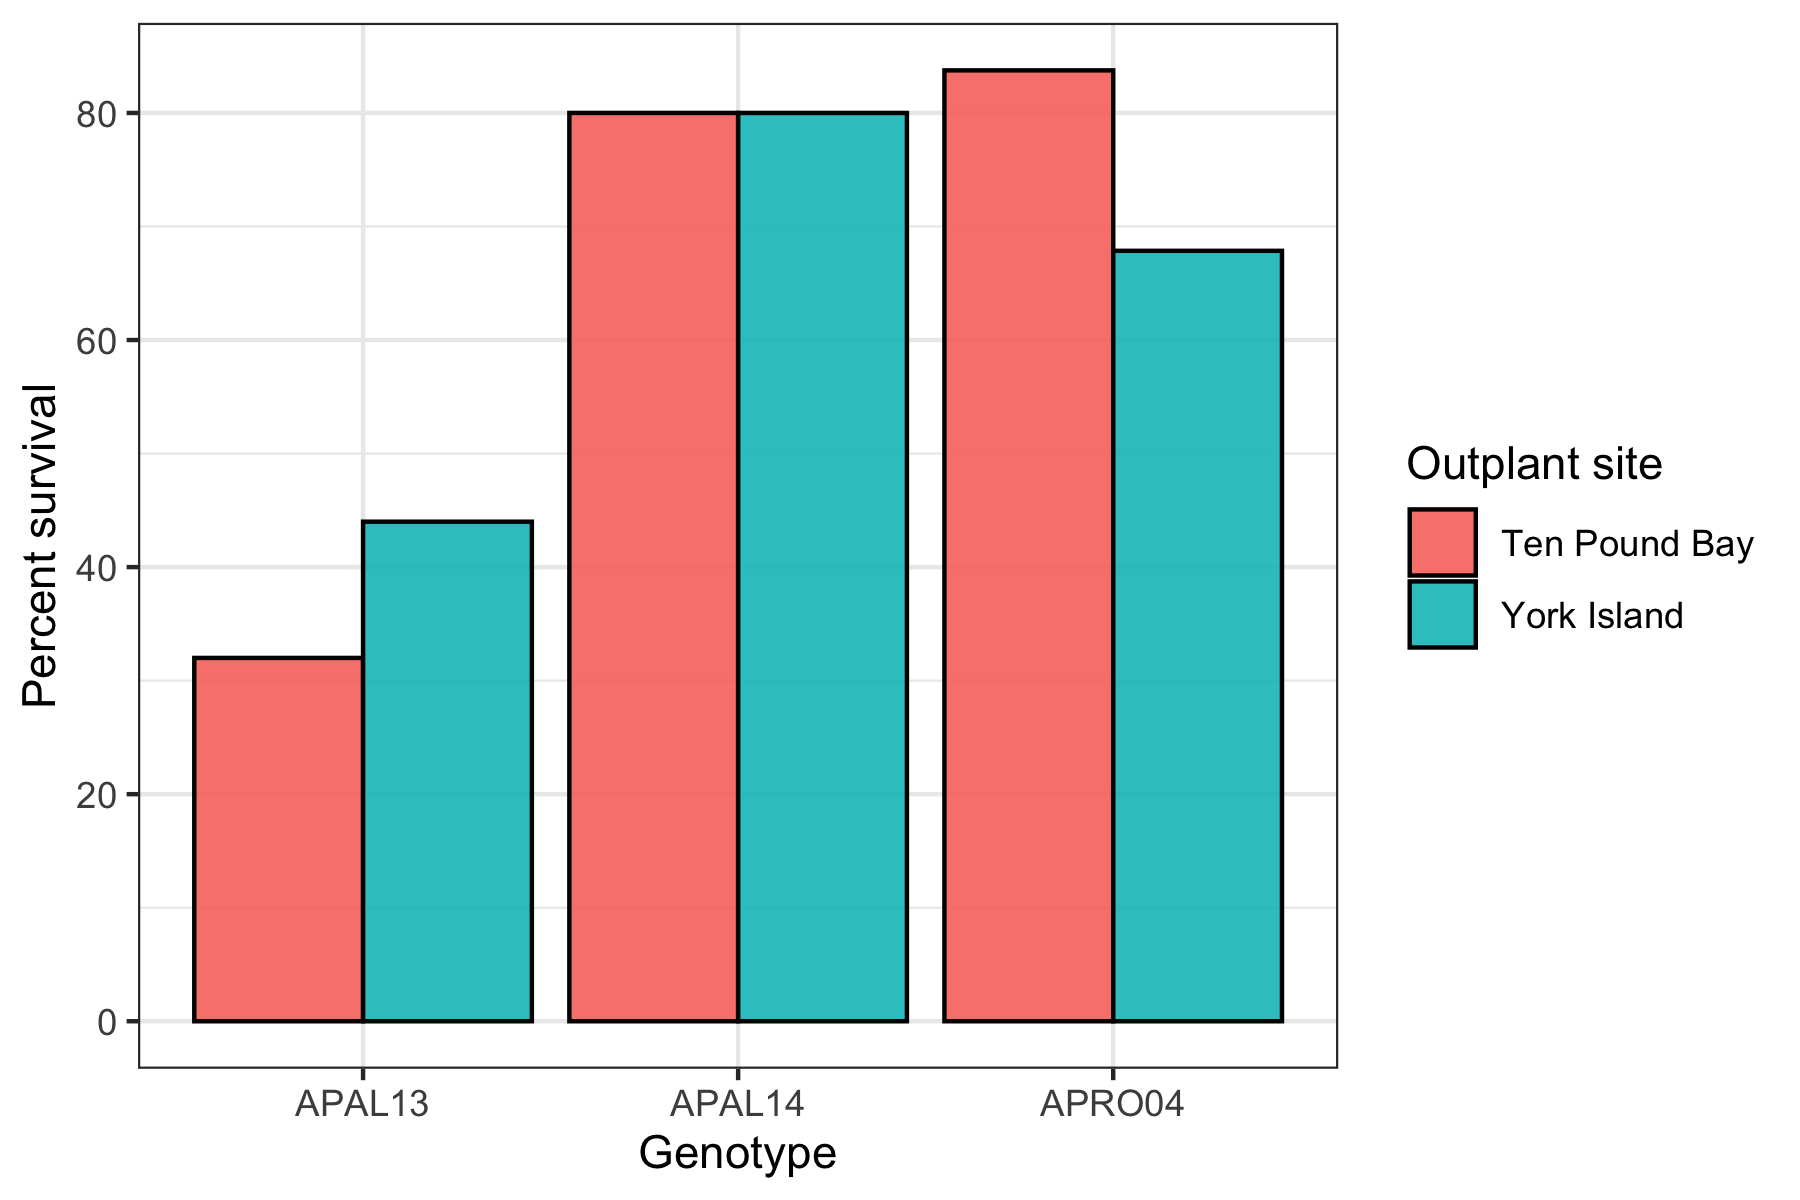 Percent survival
80
60
40
20
0
APAL13 APAL14 APRO04
Genotype
Outplant site
Ten Pound Bay
York Island